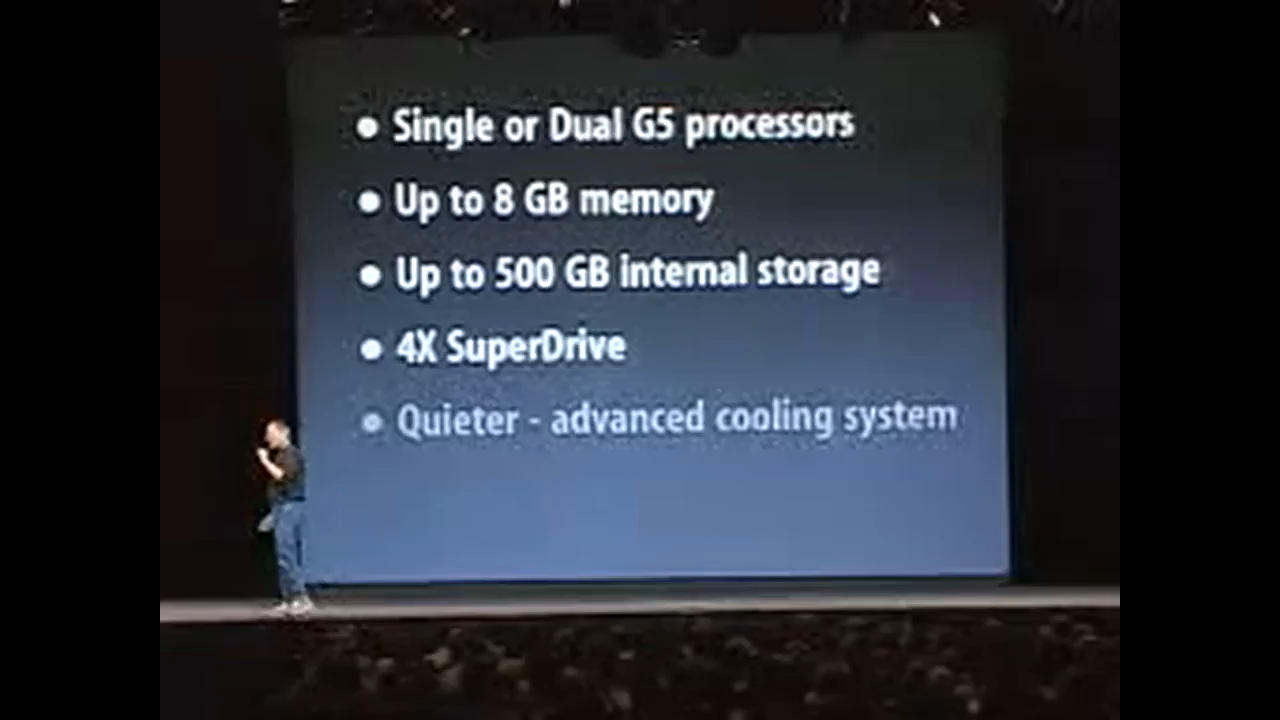 • Single or Dual G5 processors
• Up to 8 GB memory
• Up to 500 GB internal storage
• 4X SuperDrive
• Quieter - advanced cooling system